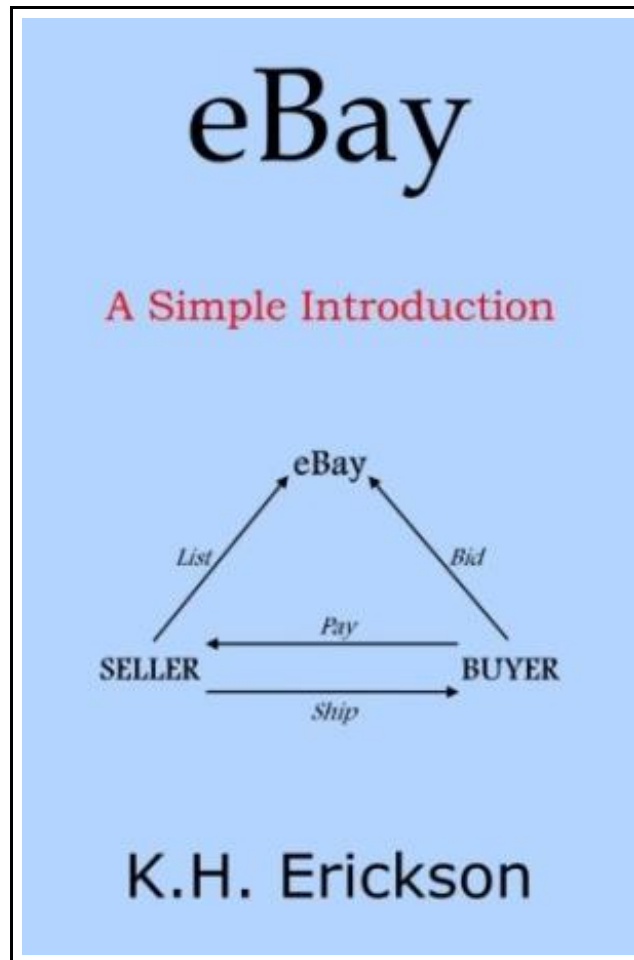 eBay
A Simple Introduction
eBay
List
Bid
Pay
SELLER
BUYER
Ship
K.H. Erickson